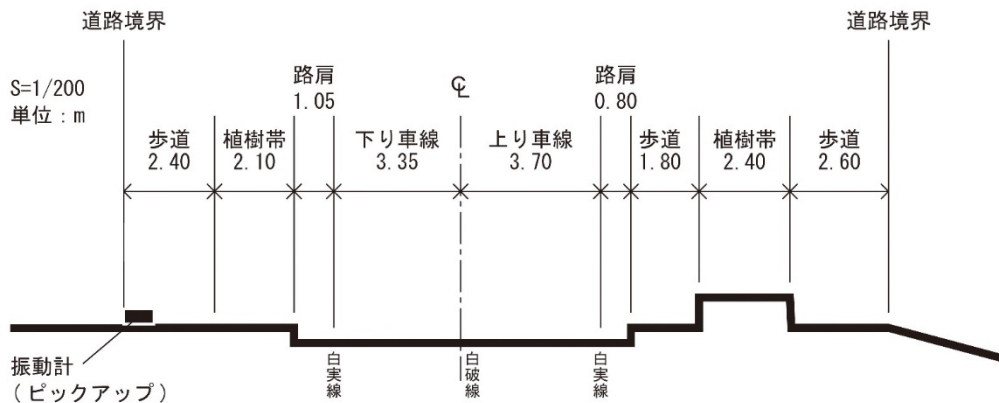 道路境界
道路境界
S=1/200
単位：m
路肩
1.05
℄
路肩
0.80
歩道
2.40
植樹帯
2.10
下り車線
3.35
上り車線
3.70
歩道
1.80
植樹帯
2.40
歩道
2.60
振動計
(ピックアップ)
白実線
白破線
白実線